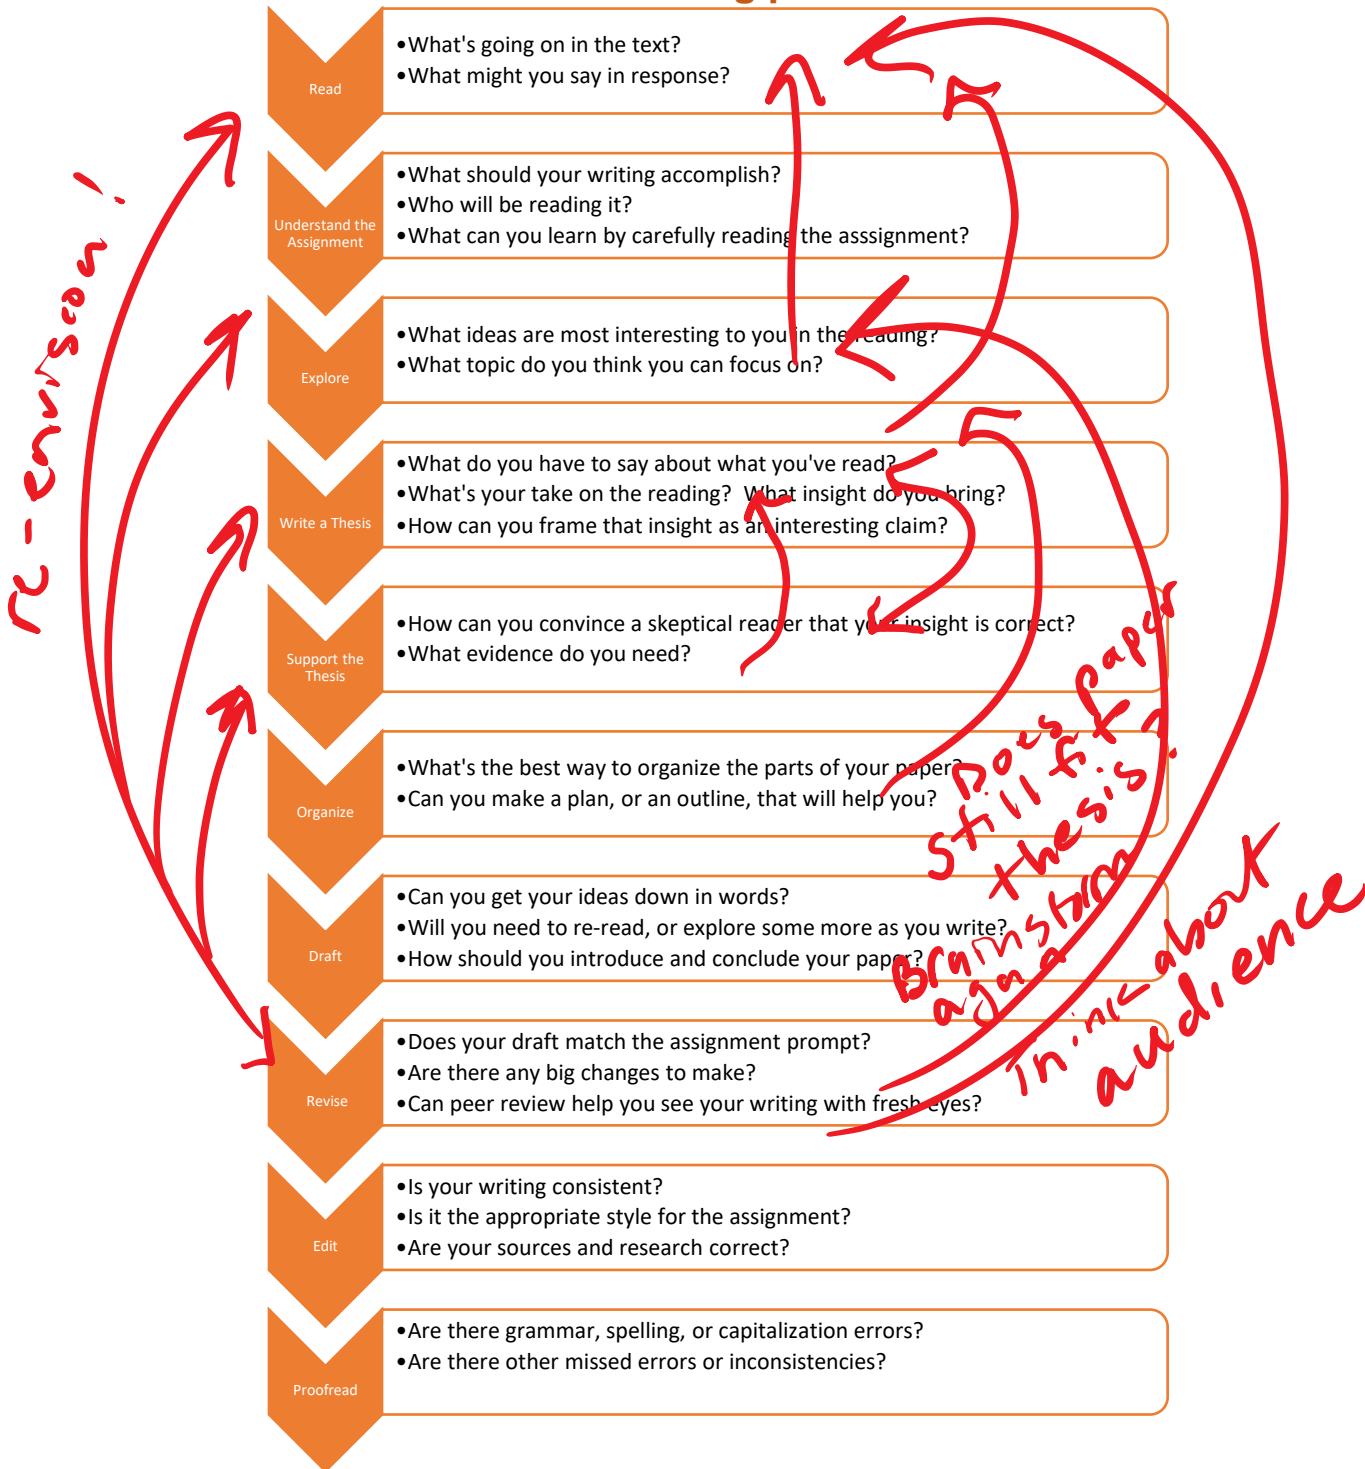 Read
•What's going on in the text?
•What might you say in response?
Understand the
Assignment
•What should your writing accomplish?
•Who will be reading it?
•What can you learn by carefully reading the asssignment?
Explore
•What ideas are most interesting to you in the reading?
•What topic do you think you can focus on?
Write a Thesis
•What do you have to say about what you've read?
•What's your take on the reading?  What insight do you bring?
•How can you frame that insight as an interesting claim?
Support the
Thesis
•How can you convince a skeptical reader that your insight is correct?
•What evidence do you need?
Organize
•What's the best way to organize the parts of your paper?
•Can you make a plan, or an outline, that will help you?
Draft
•Can you get your ideas down in words?
•Will you need to re-read, or explore some more as you write?
•How should you introduce and conclude your paper?
Revise
•Does your draft match the assignment prompt?
•Are there any big changes to make?
•Can peer review help you see your writing with fresh eyes?
Edit
•Is your writing consistent?
•Is it the appropriate style for the assignment?
•Are your sources and research correct?
Proofread
•Are there grammar, spelling, or capitalization errors?
•Are there other missed errors or inconsistencies?
re-envision!
Does paper
still fit
thesis?
Brainstorm
again
Think about
audience